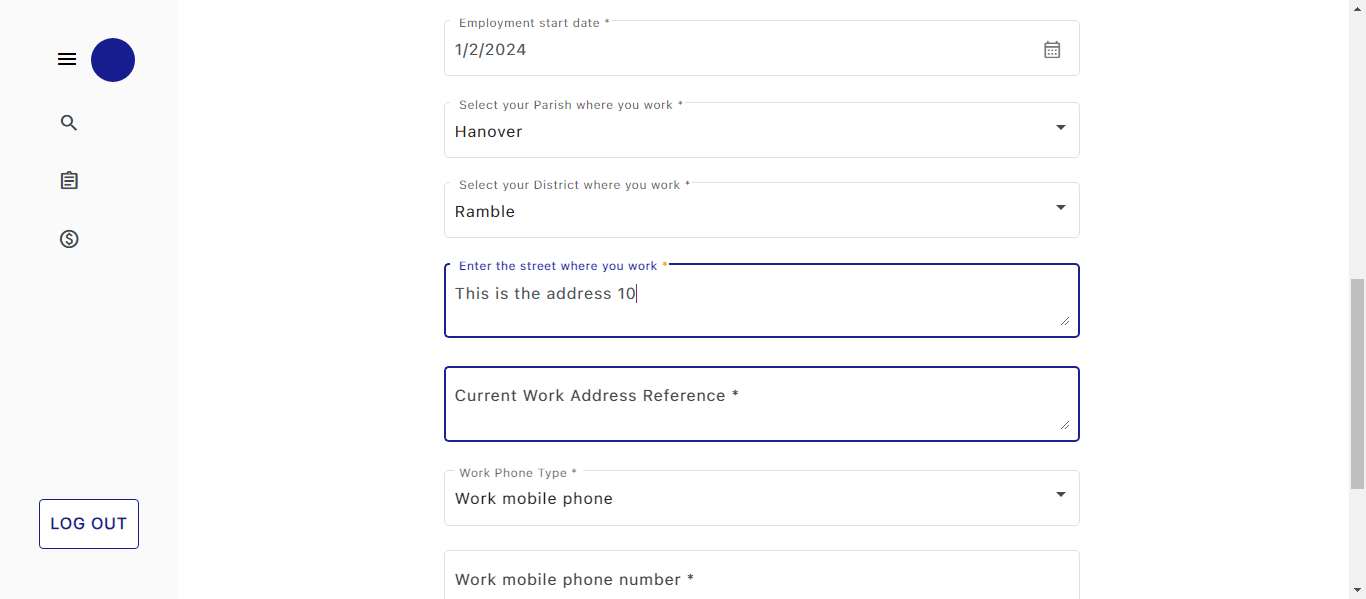 Employment start date *
1/2/2024
Select your Parish where you work *
Hanover
Select your District where you work *
Ramble
Enter the street where you work *
This is the address 10
Current Work Address Reference *
Work Phone Type *
Work mobile phone
Work mobile phone number *
LOG OUT